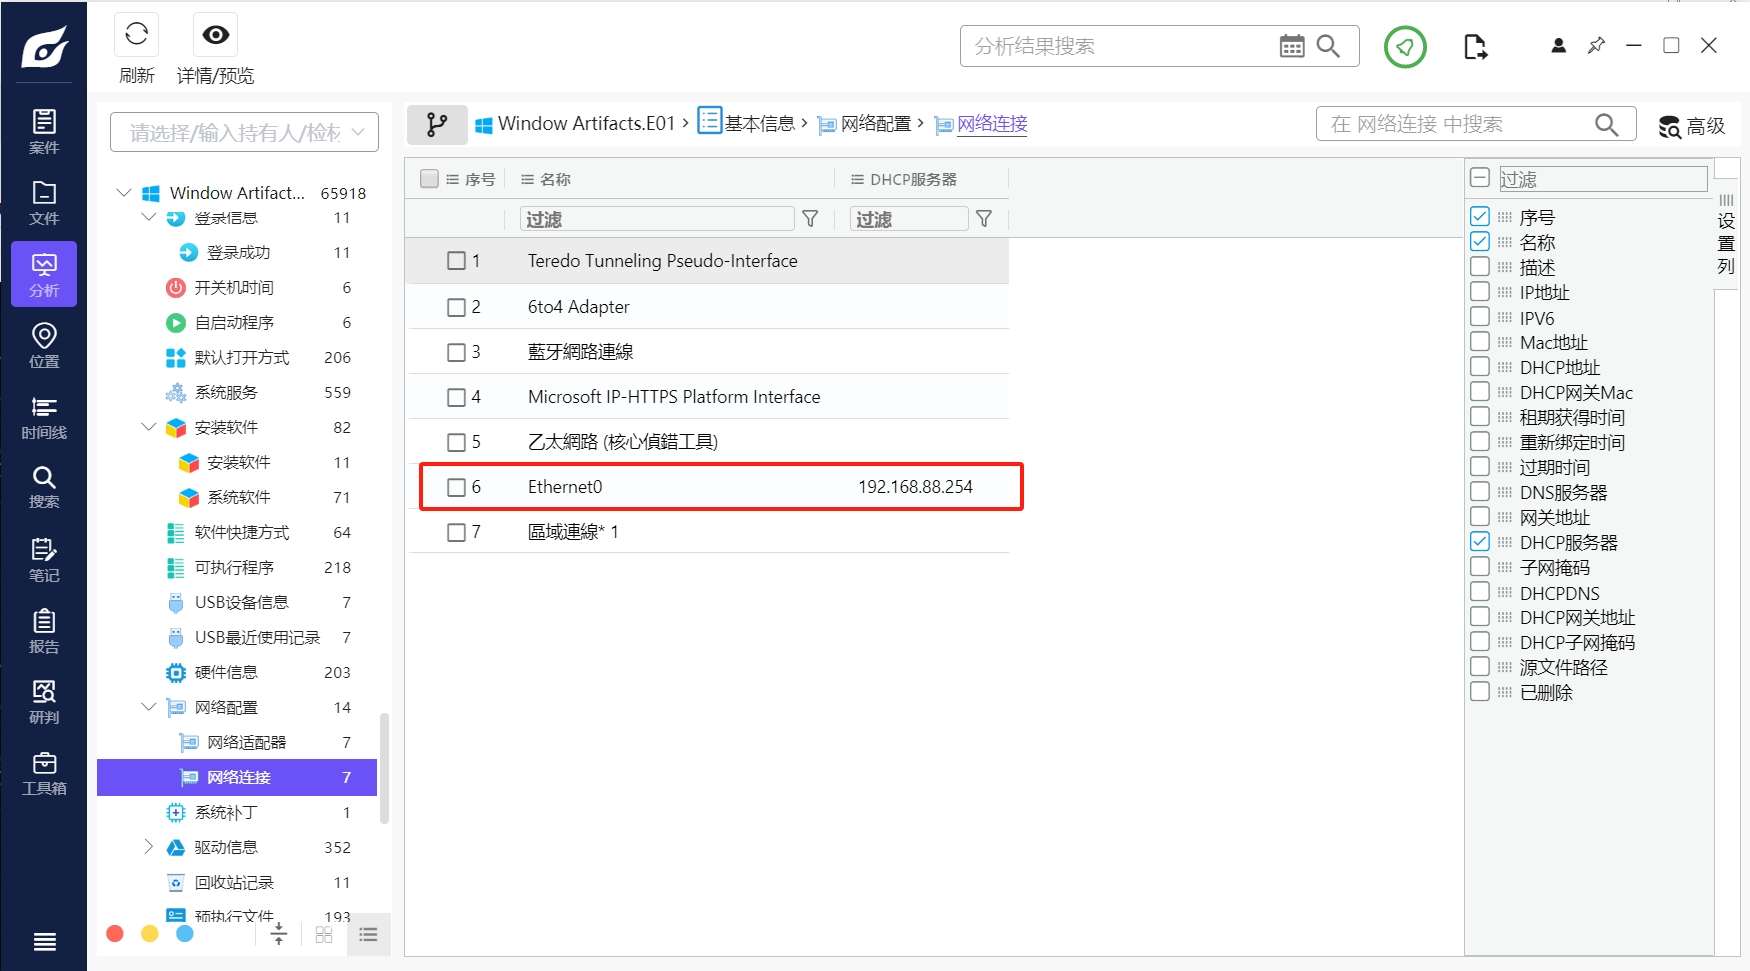 刷新
详情/预览
分析结果搜索
案件
文件
分析
位置
时间线
搜索
笔记
报告
研判
工具箱
请选择/输入持有人/检材
Window Artifact... 65918
登录信息 11
登录成功 11
开关机时间 6
自启动程序 6
默认打开方式 206
系统服务 559
安装软件 82
安装软件 11
系统软件 71
软件快捷方式 64
可执行程序 218
USB设备信息 7
USB最近使用记录 7
硬件信息 203
网络配置 14
网络适配器 7
网络连接 7
系统补丁 1
驱动信息 352
回收站记录 11
预执行文件 193
Window Artifacts.E01 › 基本信息 › 网络配置 › 网络连接
在 网络连接 中搜索
高级
序号 名称 DHCP服务器
过滤 过滤
1 Teredo Tunneling Pseudo-Interface
2 6to4 Adapter
3 藍牙網路連線
4 Microsoft IP-HTTPS Platform Interface
5 乙太網路 (核心偵錯工具)
6 Ethernet0 192.168.88.254
7 區域連線* 1
过滤
序号
名称
描述
IP地址
IPV6
Mac地址
DHCP地址
DHCP网关Mac
租期获得时间
重新绑定时间
过期时间
DNS服务器
网关地址
DHCP服务器
子网掩码
DHCPDNS
DHCP网关地址
DHCP子网掩码
源文件路径
已删除
设置列